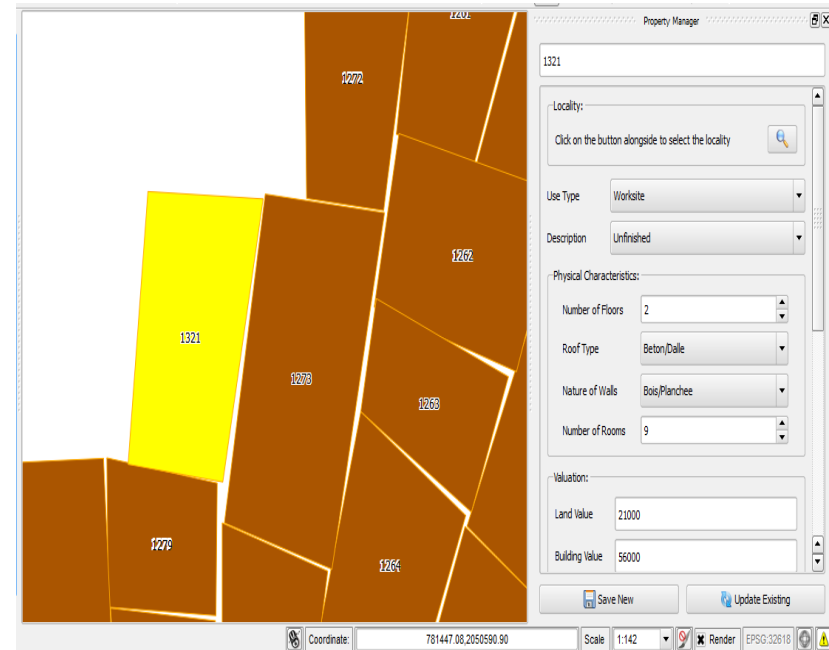 1261
1272
1262
1321
1273
1263
1279
1264
Property Manager
1321
Locality:
Click on the button alongside to select the locality
Use Type Worksite
Description Unfinished
Physical Characteristics:
Number of Floors 2
Roof Type Beton/Dalle
Nature of Walls Bois/Planchee
Number of Rooms 9
Valuation:
Land Value 21000
Building Value 56000
Save New Update Existing
Coordinate: 781447.08,2050590.90 Scale 1:142 Render EPSG:32618